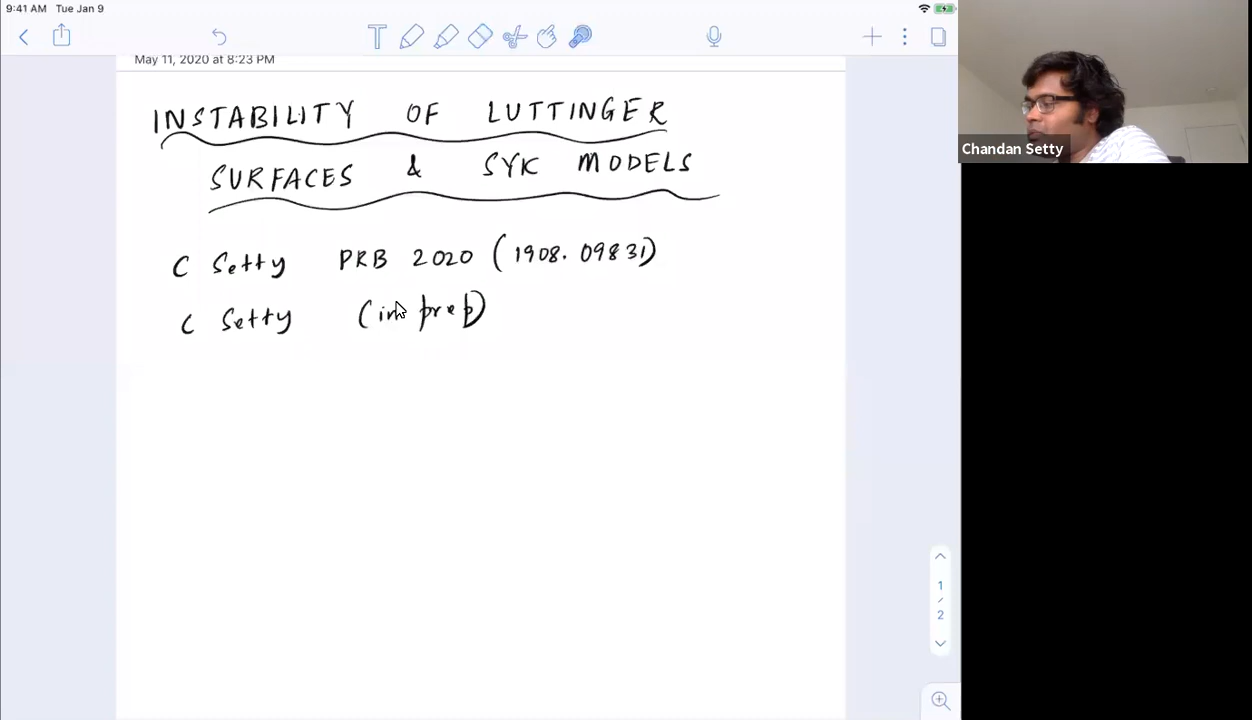 9:41 AM Tue Jan 9
May 11, 2020 at 8:23 PM
INSTABILITY OF LUTTINGER
SURFACES & SYK MODELS
C Setty PRB 2020 (1908.09831)
C Setty (in prep)
1
2
Chandan Setty